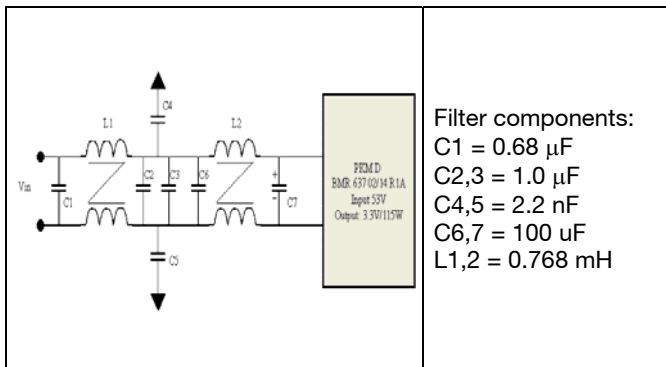 L1
C4
L2
Vin
C1
C2
C3
C6
+
-
C7
C5
PKM D
BMR 637 02/14 R1A
Input 53V
Output: 3.3V/115W
Filter components:
C1 = 0.68 µF
C2,3 = 1.0 µF
C4,5 = 2.2 nF
C6,7 = 100 uF
L1,2 = 0.768 mH